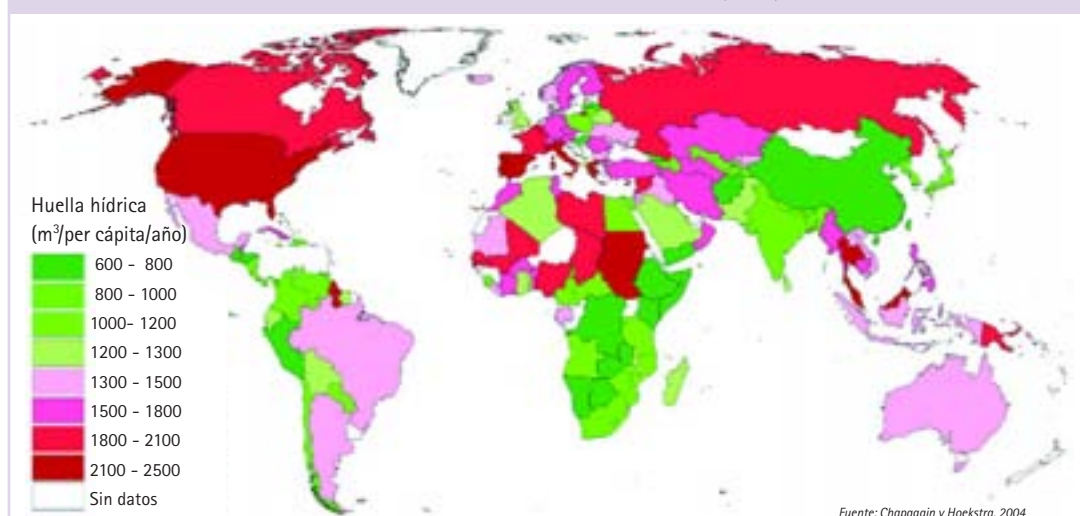 Huella hídrica
(m³/per cápita/año)
600 - 800
800 - 1000
1000- 1200
1200 - 1300
1300 - 1500
1500 - 1800
1800 - 2100
2100 - 2500
Sin datos
Fuente: Chapagain y Hoekstra, 2004